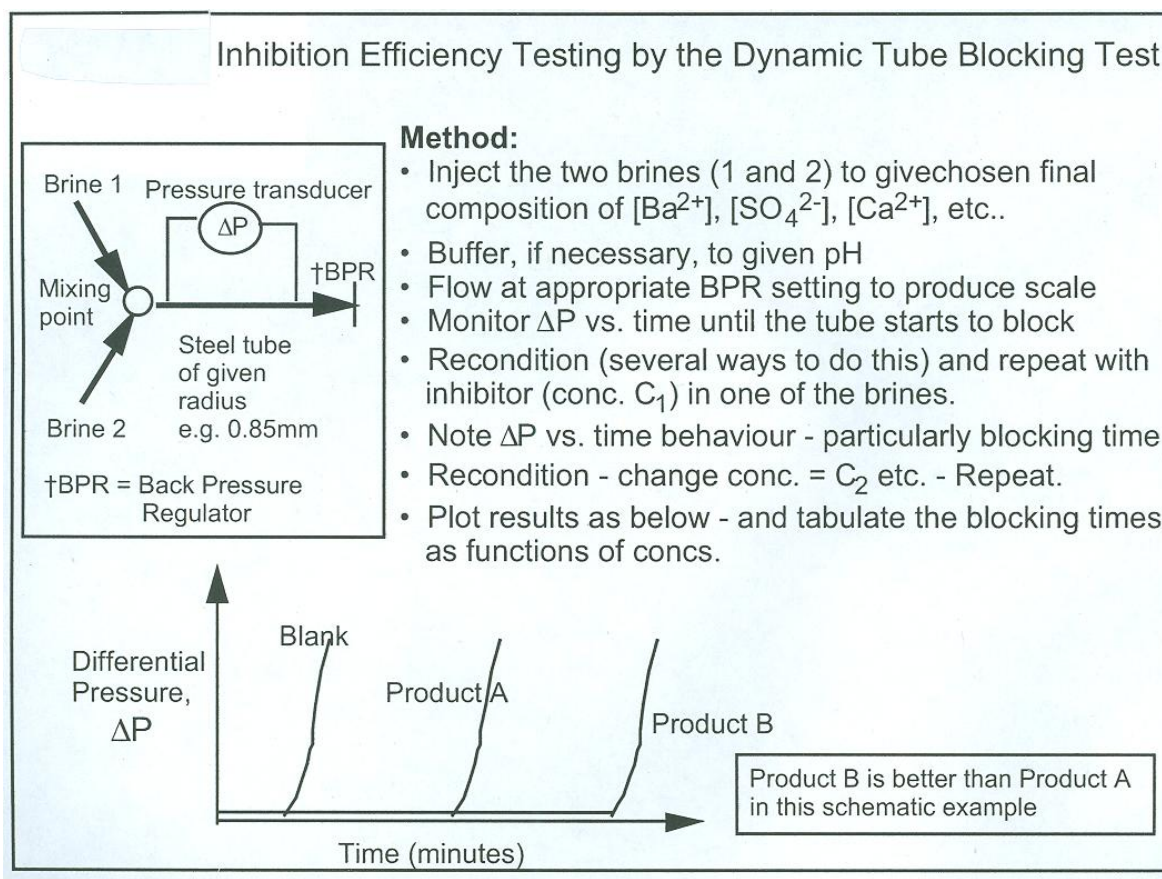 Inhibition Efficiency Testing by the Dynamic Tube Blocking Test
Brine 1
Pressure transducer
ΔP
†BPR
Mixing
point
Steel tube
of given
radius
e.g. 0.85mm
Brine 2
†BPR = Back Pressure
Regulator
Method:
• Inject the two brines (1 and 2) to givechosen final
composition of [Ba²⁺], [SO₄²⁻], [Ca²⁺], etc..
• Buffer, if necessary, to given pH
• Flow at appropriate BPR setting to produce scale
• Monitor ΔP vs. time until the tube starts to block
• Recondition (several ways to do this) and repeat with
inhibitor (conc. C₁) in one of the brines.
• Note ΔP vs. time behaviour - particularly blocking time
• Recondition - change conc. = C₂ etc. - Repeat.
• Plot results as below - and tabulate the blocking times
as functions of concs.
Differential
Pressure,
ΔP
Blank
Product A
Product B
Time (minutes)
Product B is better than Product A
in this schematic example